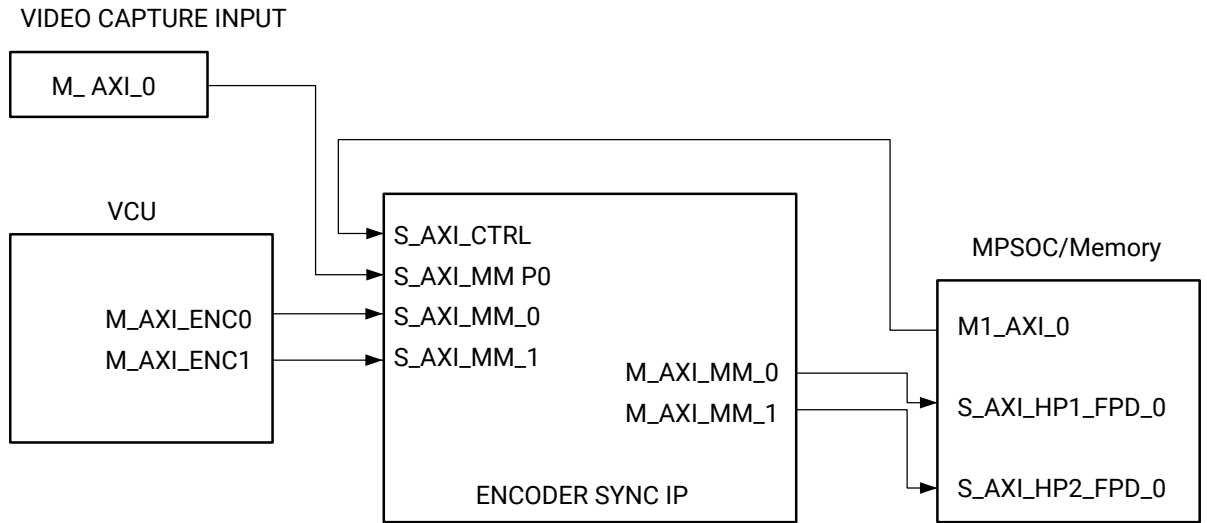 VIDEO CAPTURE INPUT
M_ AXI_0
VCU
M_AXI_ENC0
M_AXI_ENC1
S_AXI_CTRL
S_AXI_MM P0
S_AXI_MM_0
S_AXI_MM_1
M_AXI_MM_0
M_AXI_MM_1
ENCODER SYNC IP
MPSOC/Memory
M1_AXI_0
S_AXI_HP1_FPD_0
S_AXI_HP2_FPD_0